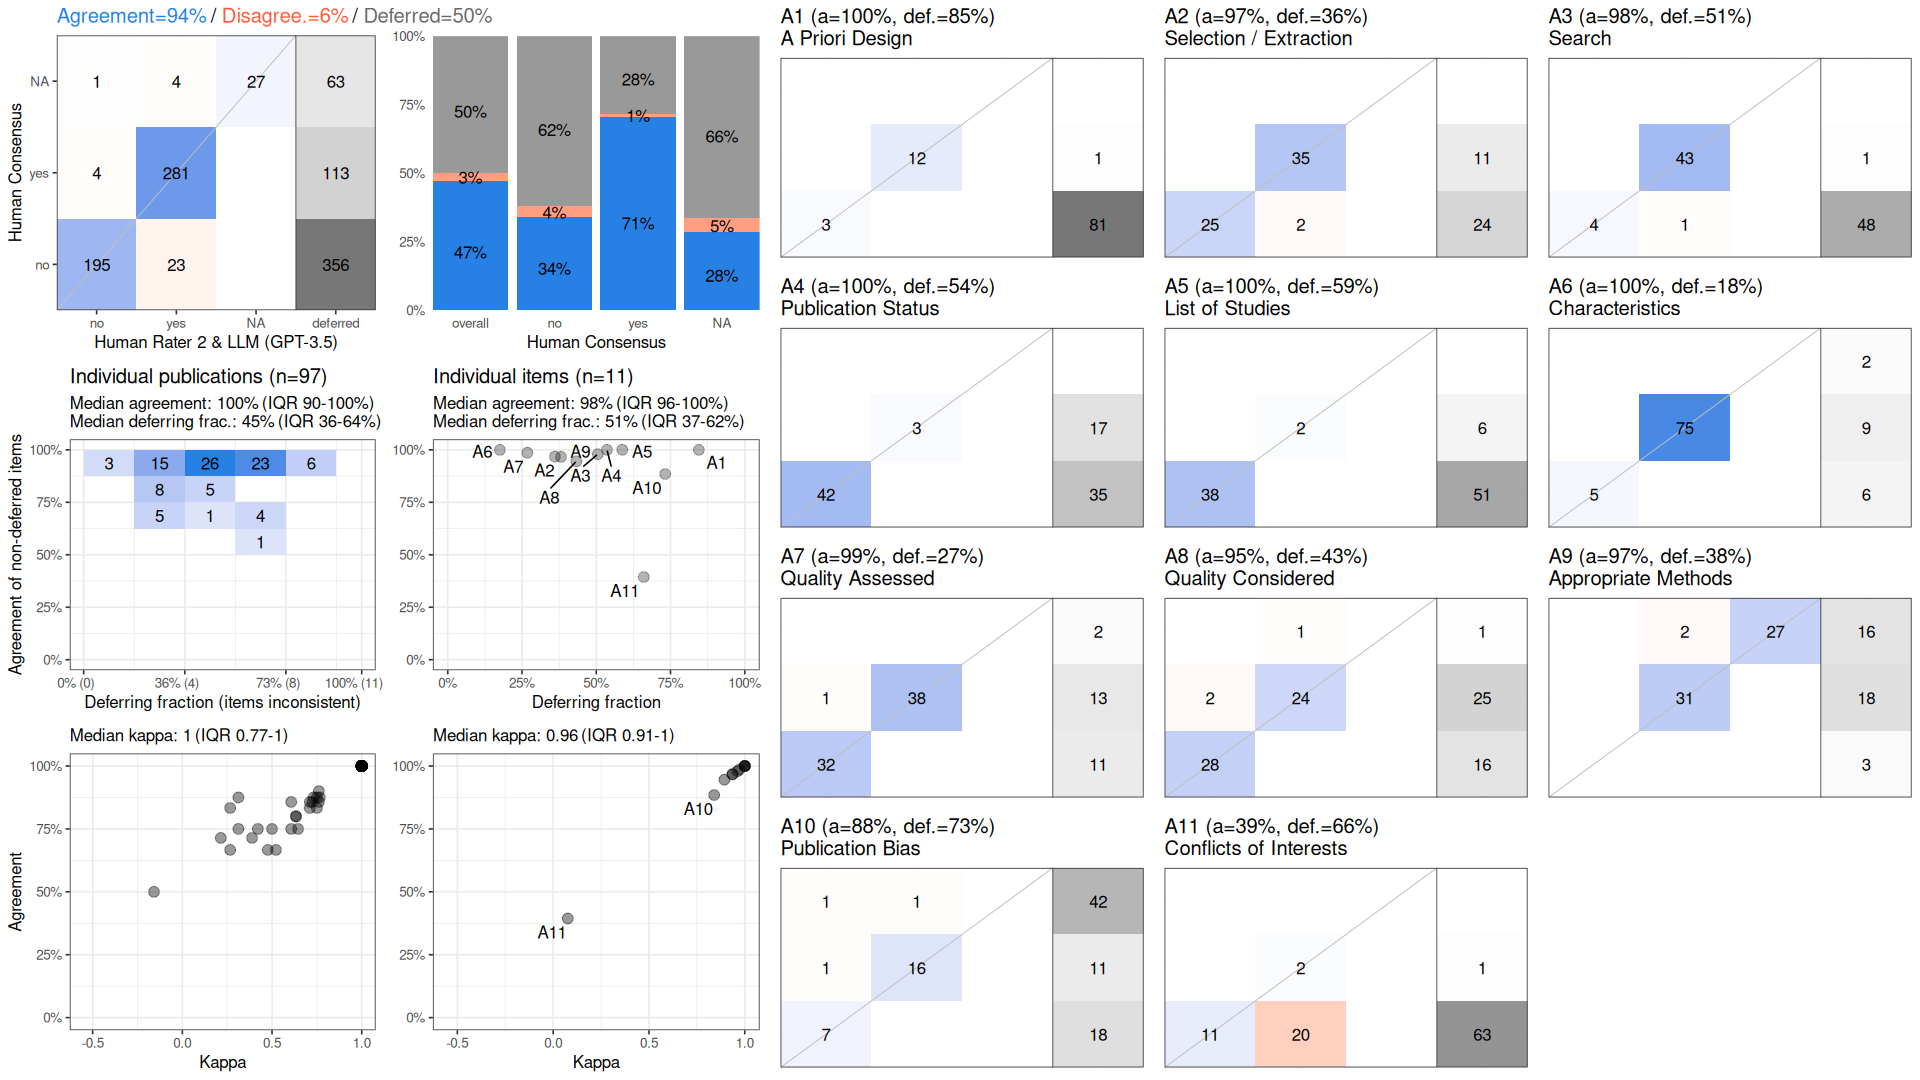 Agreement=94% / Disagree.=6% / Deferred=50%
Human Consensus
NA
1
4
27
63
yes
4
281
113
no
195
23
356
no
yes
NA
deferred
Human Rater 2 & LLM (GPT-3.5)
100%
75%
50%
25%
0%
50%
3%
47%
62%
4%
34%
28%
1%
71%
66%
5%
28%
overall
no
yes
NA
Human Consensus
Individual publications (n=97)
Median agreement: 100% (IQR 90-100%)
Median deferring frac.: 45% (IQR 36-64%)
Agreement of non-deferred items
100%
75%
50%
25%
0%
3
15
26
23
6
8
5
5
1
4
1
0% (0)
36% (4)
73% (8)
100% (11)
Deferring fraction (items inconsistent)
Individual items (n=11)
Median agreement: 98% (IQR 96-100%)
Median deferring frac.: 51% (IQR 37-62%)
100%
75%
50%
25%
0%
A6
A7
A2
A8
A9
A3
A4
A5
A10
A1
A11
0%
25%
50%
75%
100%
Deferring fraction
Median kappa: 1 (IQR 0.77-1)
Agreement
100%
75%
50%
25%
0%
-0.5
0.0
0.5
1.0
Kappa
Median kappa: 0.96 (IQR 0.91-1)
100%
75%
50%
25%
0%
A10
A11
-0.5
0.0
0.5
1.0
Kappa
A1 (a=100%, def.=85%)
A Priori Design
12
1
3
81
A2 (a=97%, def.=36%)
Selection / Extraction
35
11
25
2
24
A3 (a=98%, def.=51%)
Search
43
1
4
1
48
A4 (a=100%, def.=54%)
Publication Status
3
17
42
35
A5 (a=100%, def.=59%)
List of Studies
2
6
38
51
A6 (a=100%, def.=18%)
Characteristics
2
75
9
5
6
A7 (a=99%, def.=27%)
Quality Assessed
2
1
38
13
32
11
A8 (a=95%, def.=43%)
Quality Considered
1
1
2
24
25
28
16
A9 (a=97%, def.=38%)
Appropriate Methods
2
27
16
31
18
3
A10 (a=88%, def.=73%)
Publication Bias
1
1
42
1
16
11
7
18
A11 (a=39%, def.=66%)
Conflicts of Interests
2
1
11
20
63